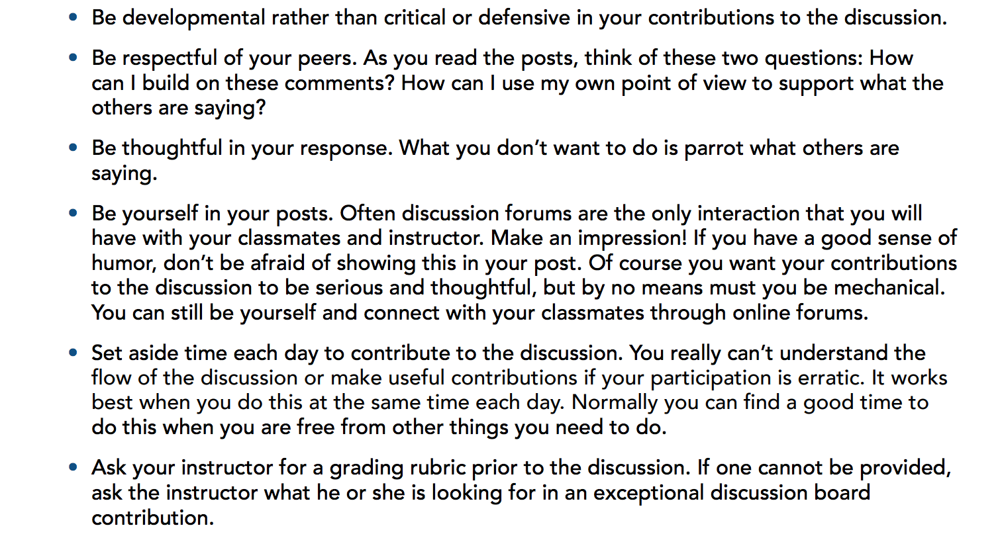 • Be developmental rather than critical or defensive in your contributions to the discussion.
• Be respectful of your peers. As you read the posts, think of these two questions: How
can I build on these comments? How can I use my own point of view to support what the
others are saying?
• Be thoughtful in your response. What you don’t want to do is parrot what others are
saying.
• Be yourself in your posts. Often discussion forums are the only interaction that you will
have with your classmates and instructor. Make an impression! If you have a good sense of
humor, don’t be afraid of showing this in your post. Of course you want your contributions
to the discussion to be serious and thoughtful, but by no means must you be mechanical.
You can still be yourself and connect with your classmates through online forums.
• Set aside time each day to contribute to the discussion. You really can’t understand the
flow of the discussion or make useful contributions if your participation is erratic. It works
best when you do this at the same time each day. Normally you can find a good time to
do this when you are free from other things you need to do.
• Ask your instructor for a grading rubric prior to the discussion. If one cannot be provided,
ask the instructor what he or she is looking for in an exceptional discussion board
contribution.